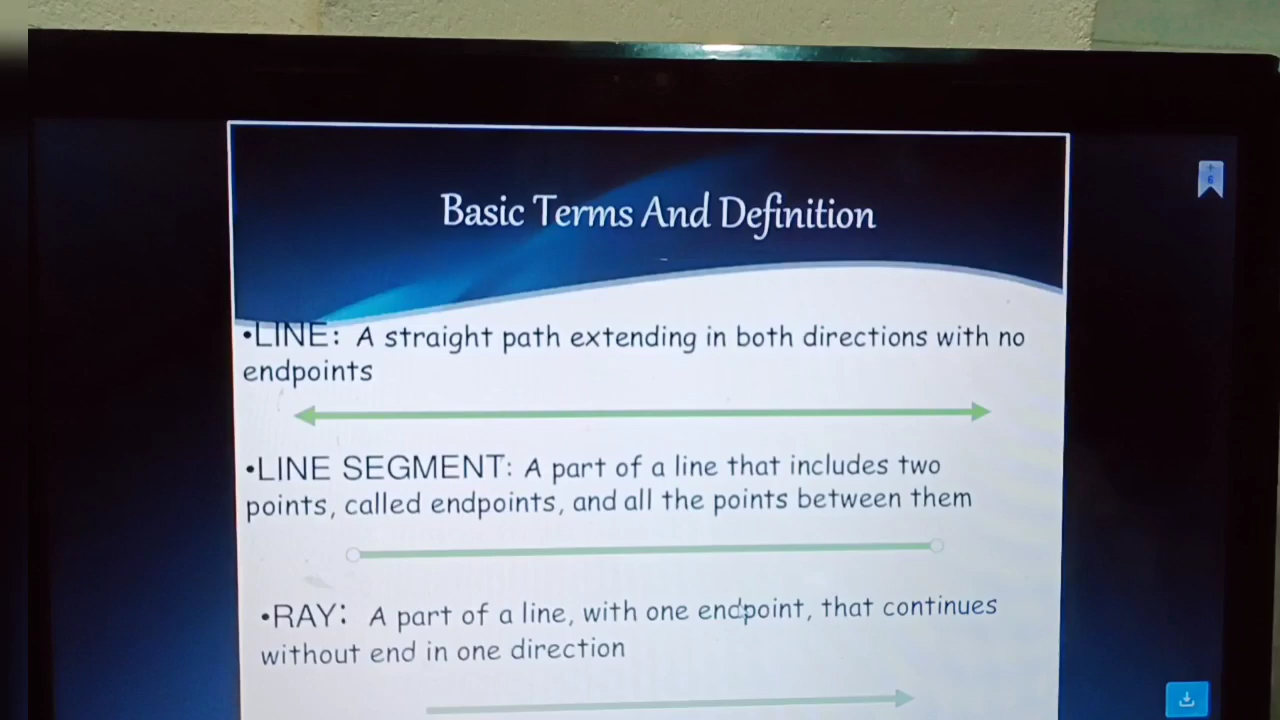 Basic Terms And Definition
•LINE: A straight path extending in both directions with no
endpoints
•LINE SEGMENT: A part of a line that includes two
points, called endpoints, and all the points between them
•RAY: A part of a line, with one endpoint, that continues
without end in one direction
6